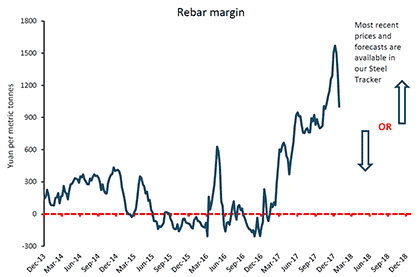 Rebar margin
Yuan per metric tonnes
1800
1500
1200
900
600
300
0
-300
Most recent
prices and
forecasts are
available in
our Steel
Tracker
OR
Dec-13
Mar-14
Jun-14
Sep-14
Dec-14
Mar-15
Jun-15
Sep-15
Dec-15
Mar-16
Jun-16
Sep-16
Dec-16
Mar-17
Jun-17
Sep-17
Dec-17
Mar-18
Jun-18
Sep-18
Dec-18